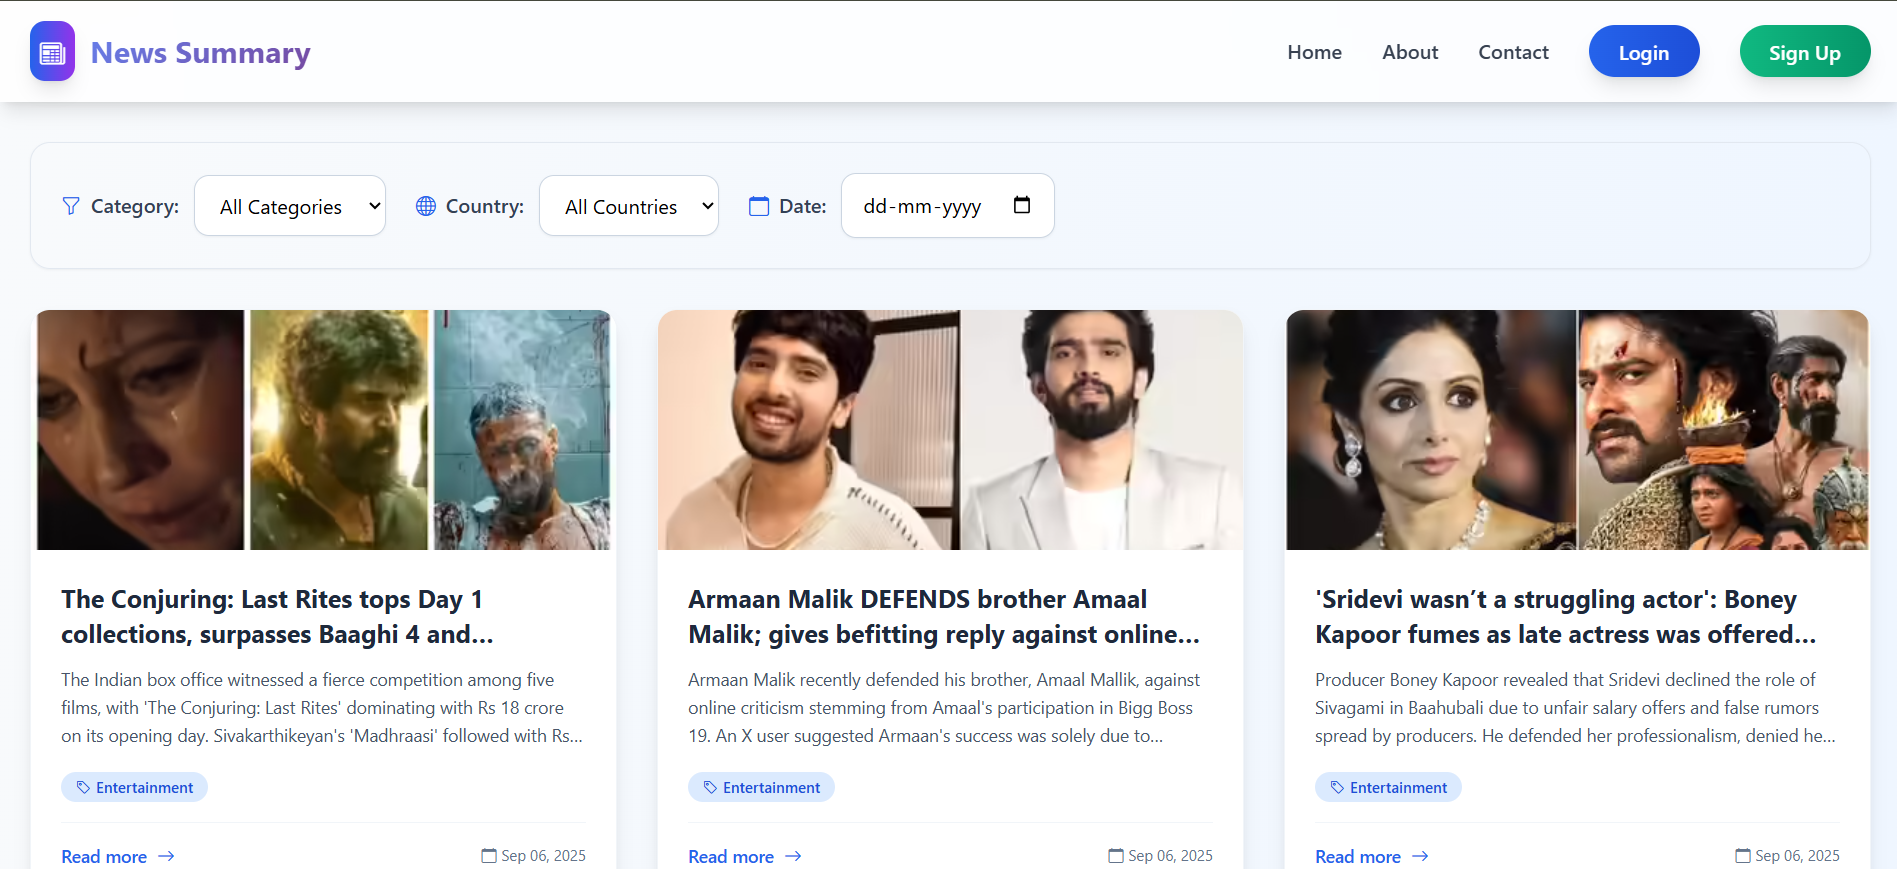 News Summary
Home About Contact Login Sign Up
Category: All Categories Country: All Countries Date: dd-mm-yyyy
The Conjuring: Last Rites tops Day 1
collections, surpasses Baaghi 4 and...
The Indian box office witnessed a fierce competition among five
films, with 'The Conjuring: Last Rites' dominating with Rs 18 crore
on its opening day. Sivakarthikeyan's 'Madhraasi' followed with Rs...
Entertainment
Read more → Sep 06, 2025
Armaan Malik DEFENDS brother Amaal
Malik; gives befitting reply against online...
Armaan Malik recently defended his brother, Amaal Mallik, against
online criticism stemming from Amaal's participation in Bigg Boss
19. An X user suggested Armaan's success was solely due to...
Entertainment
Read more → Sep 06, 2025
'Sridevi wasn’t a struggling actor': Boney
Kapoor fumes as late actress was offered...
Producer Boney Kapoor revealed that Sridevi declined the role of
Sivagami in Baahubali due to unfair salary offers and false rumors
spread by producers. He defended her professionalism, denied he...
Entertainment
Read more → Sep 06, 2025